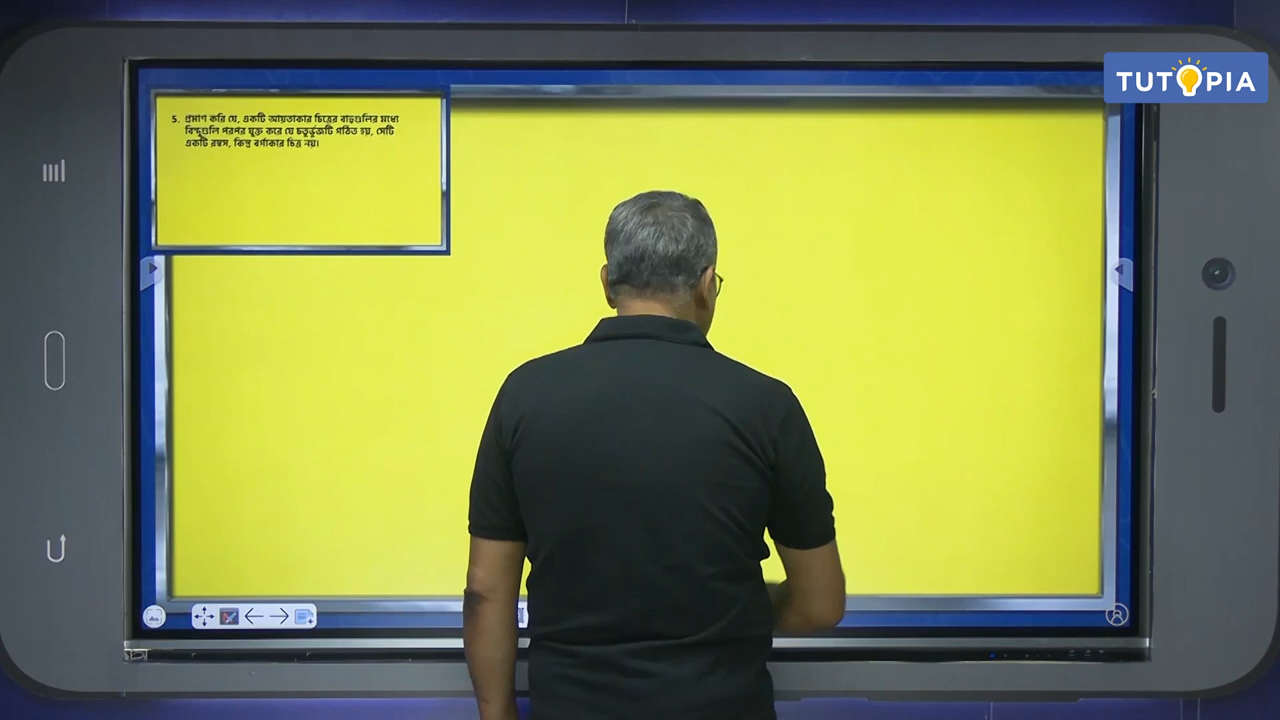 TUTOPIA
5. প্রমাণ করি যে, একটি আয়তাকার চিত্রের বাহুগুলির মধ্যে
বিন্দুগুলি পরপর যুক্ত করে যে চতুর্ভুজটি গঠিত হয়, সেটি
একটি রম্বস, কিন্তু বর্গাকার চিত্র নয়।